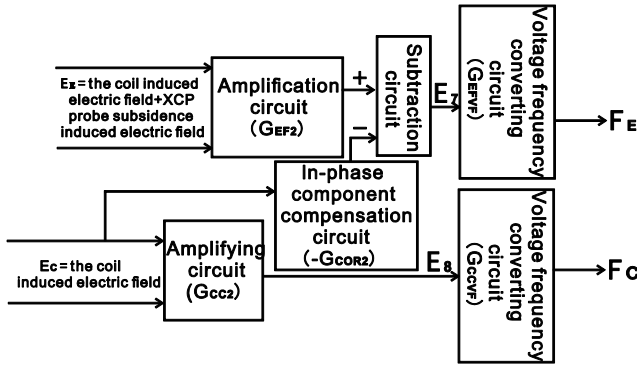 EΣ=the coil induced
electric field+XCP
probe subsidence
induced electric field
Amplification
circuit
(GEF2)
+
−
Subtraction
circuit
E7
Voltage frequency
converting
circuit
(GEFVF)
FE
In-phase
component
compensation
circuit
(-GCOR2)
Ec=the coil
induced electric field
Amplifying
circuit
(GCC2)
E8
Voltage frequency
converting
circuit
(GCCVF)
FC